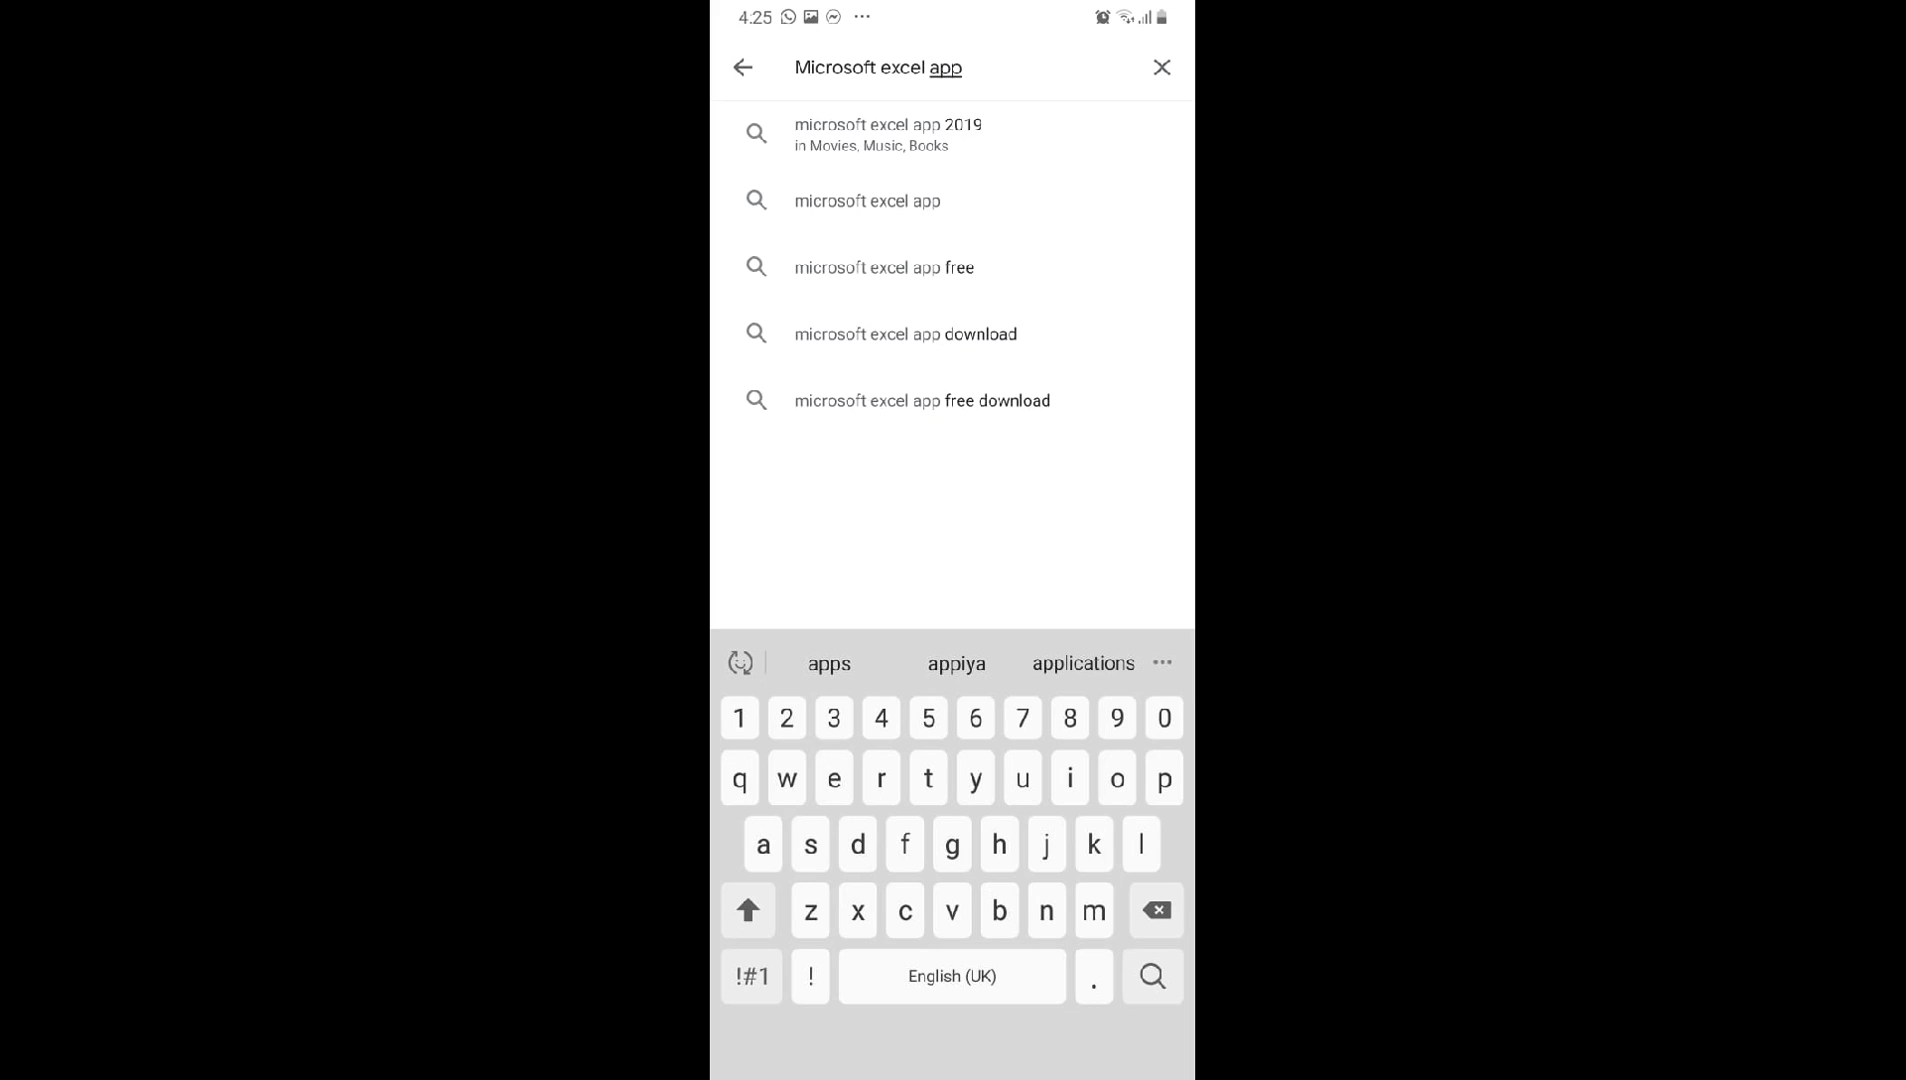 4.25
Microsoft excel app
microsoft excel app 2019
in Movies, Music, Books
microsoft excel app
microsoft excel app free
microsoft excel app download
microsoft excel app free download
apps appiya applications
1 2 3 4 5 6 7 8 9 0
q w e r t y u i o p
a s d f g h j k l
z x c v b n m
!#1 ! English (UK) .